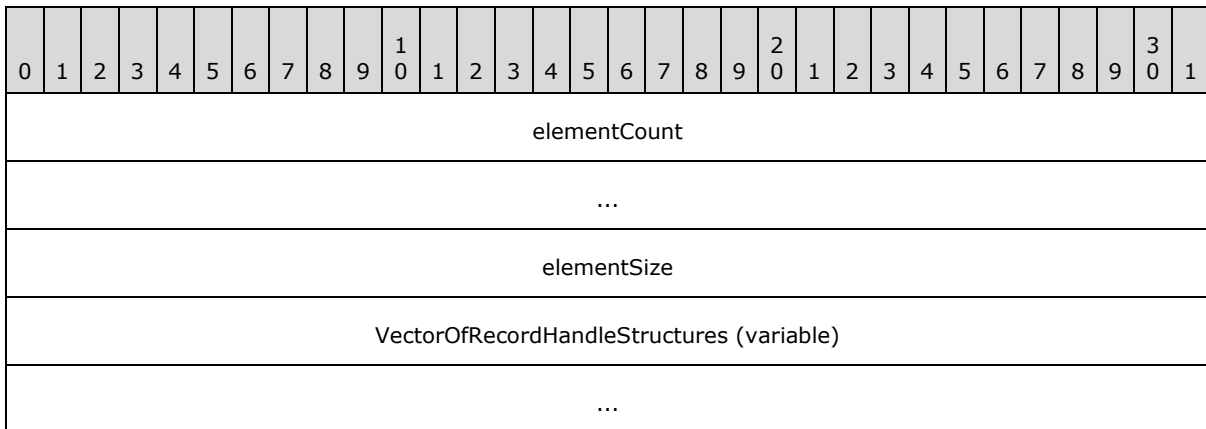 1 2 3
0 1 2 3 4 5 6 7 8 9 0 1 2 3 4 5 6 7 8 9 0 1 2 3 4 5 6 7 8 9 0 1
elementCount
...
elementSize
VectorOfRecordHandleStructures (variable)
...